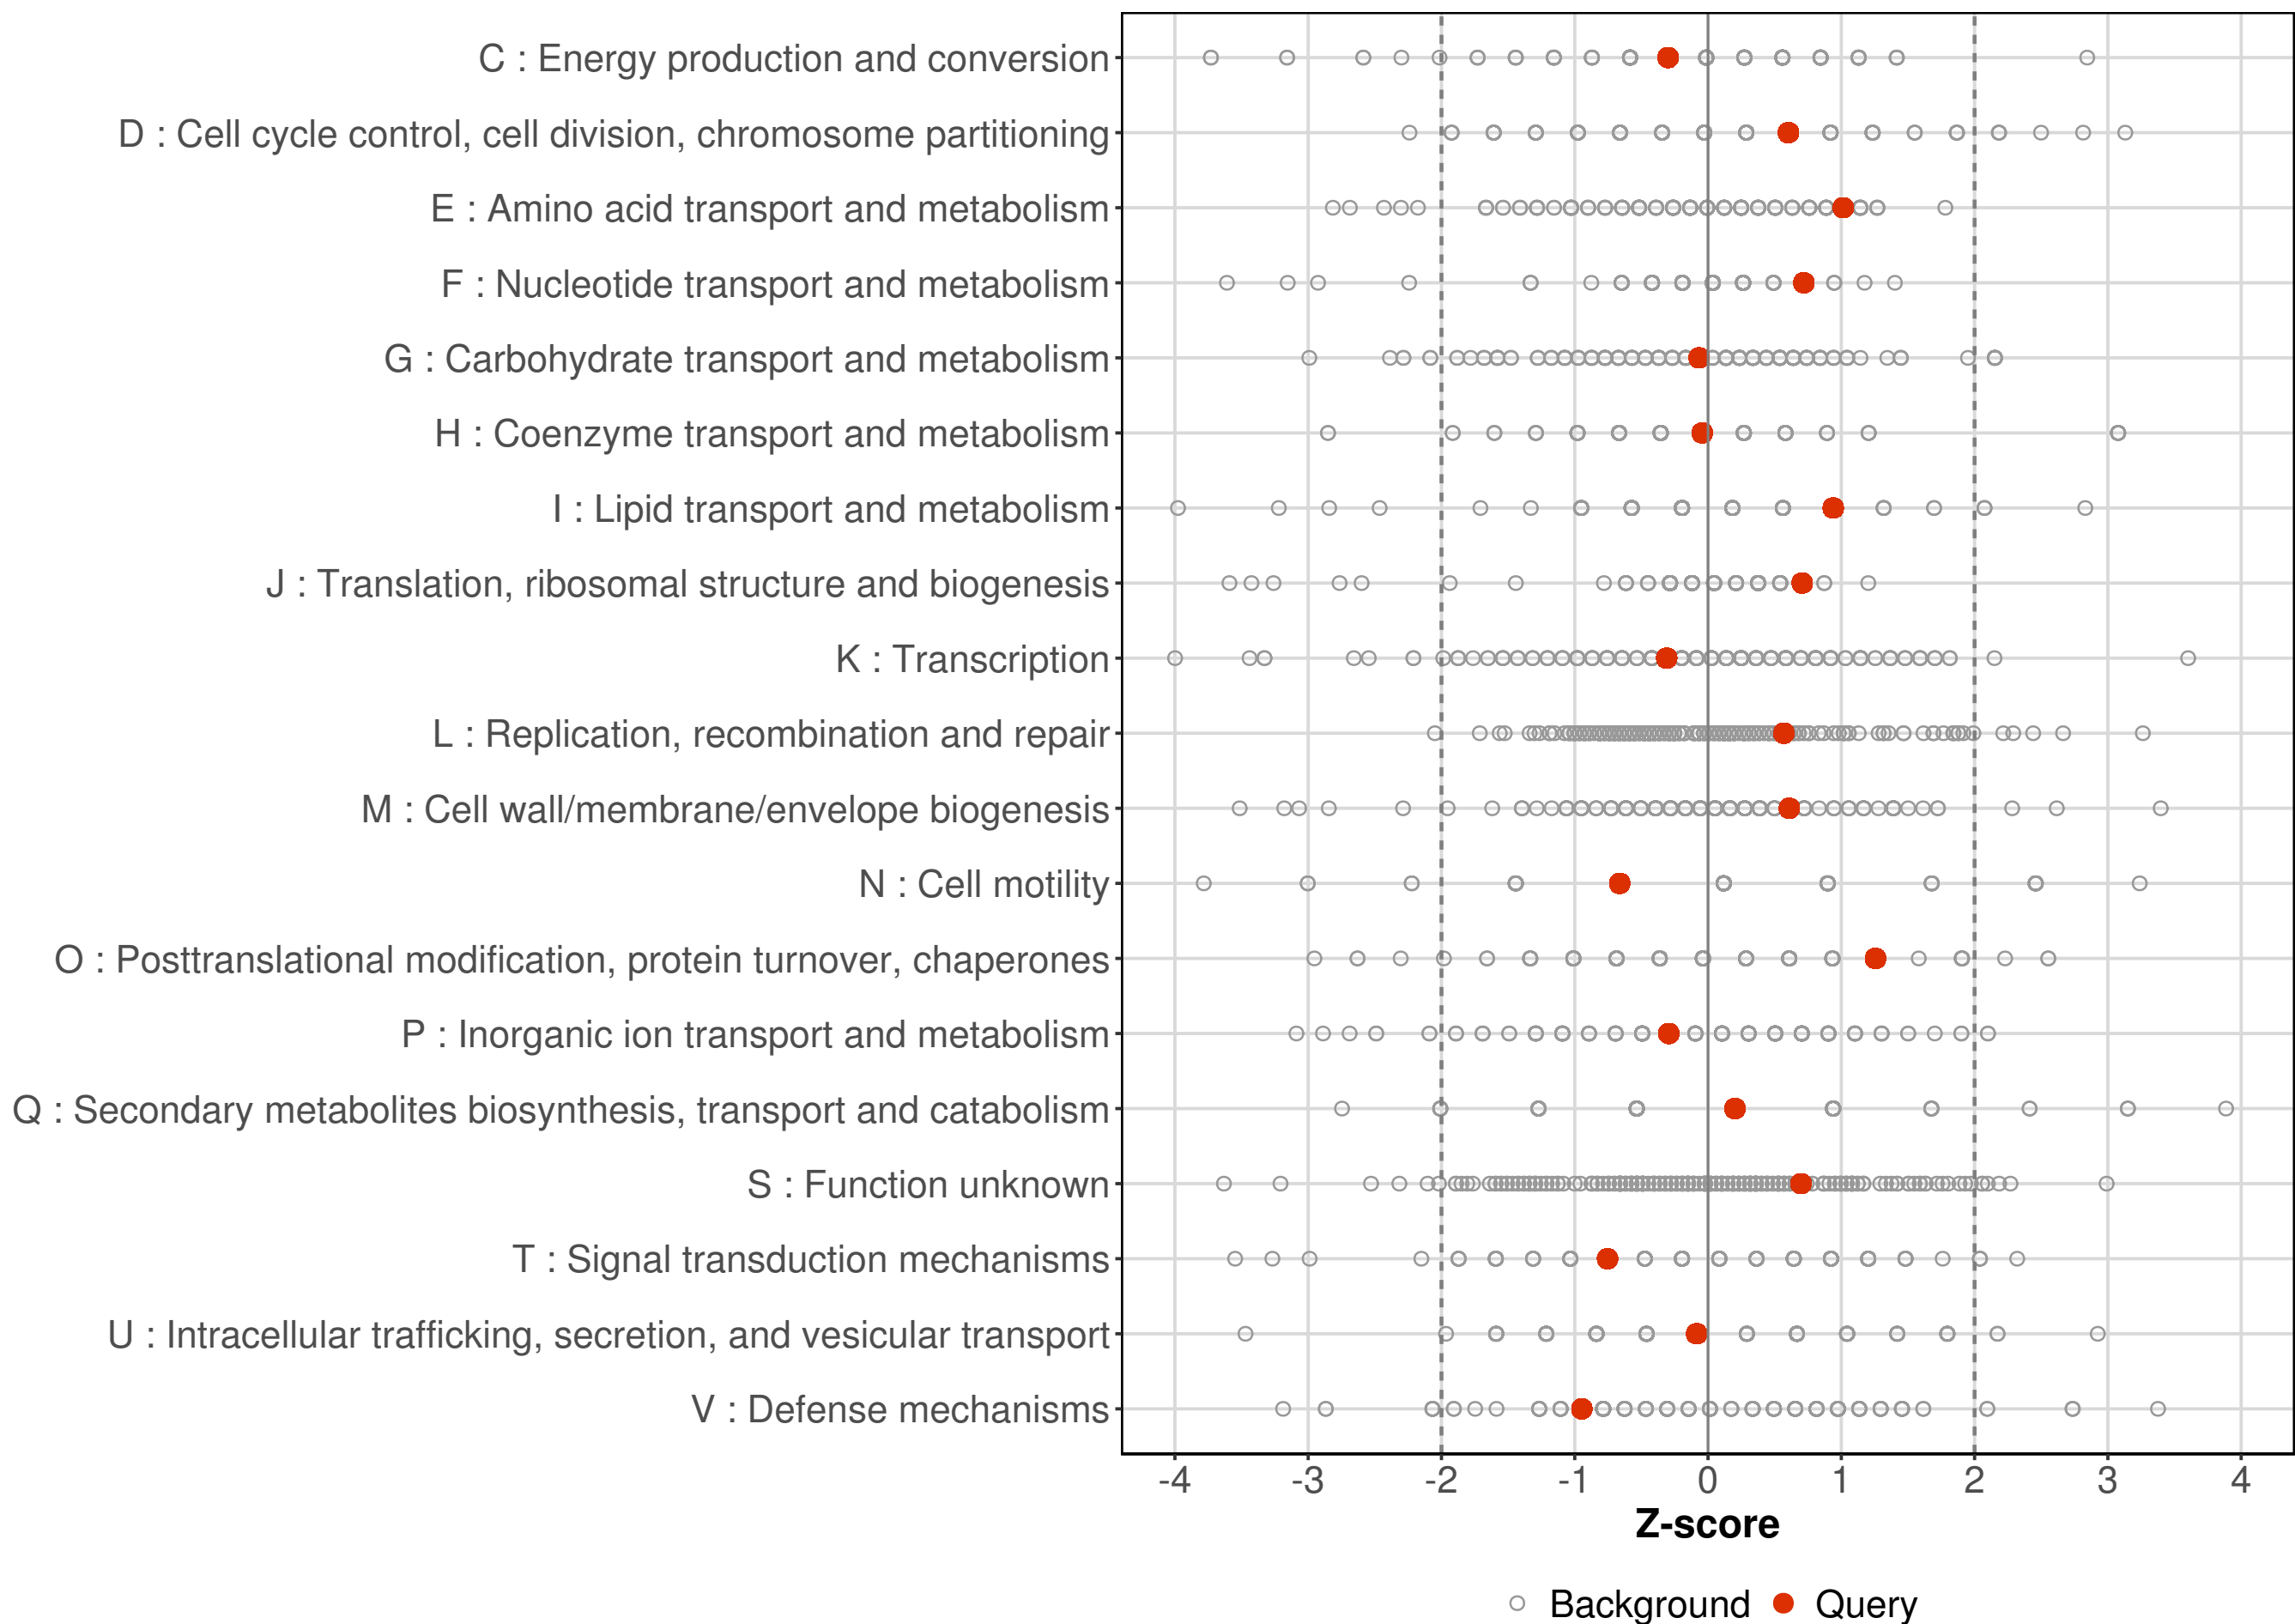 C : Energy production and conversion
D : Cell cycle control, cell division, chromosome partitioning
E : Amino acid transport and metabolism
F : Nucleotide transport and metabolism
G : Carbohydrate transport and metabolism
H : Coenzyme transport and metabolism
I : Lipid transport and metabolism
J : Translation, ribosomal structure and biogenesis
K : Transcription
L : Replication, recombination and repair
M : Cell wall/membrane/envelope biogenesis
N : Cell motility
O : Posttranslational modification, protein turnover, chaperones
P : Inorganic ion transport and metabolism
Q : Secondary metabolites biosynthesis, transport and catabolism
S : Function unknown
T : Signal transduction mechanisms
U : Intracellular trafficking, secretion, and vesicular transport
V : Defense mechanisms
-4 -3 -2 -1 0 1 2 3 4
Z-score
Background Query